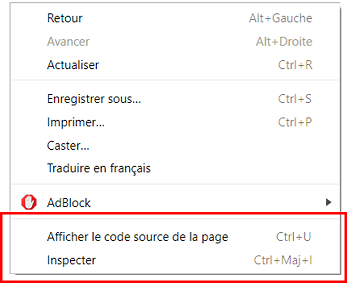 Retour Alt+Gauche
Avancer Alt+Droite
Actualiser Ctrl+R
Enregistrer sous... Ctrl+S
Imprimer... Ctrl+P
Caster...
Traduire en français
AdBlock
Afficher le code source de la page Ctrl+U
Inspecter Ctrl+Maj+I